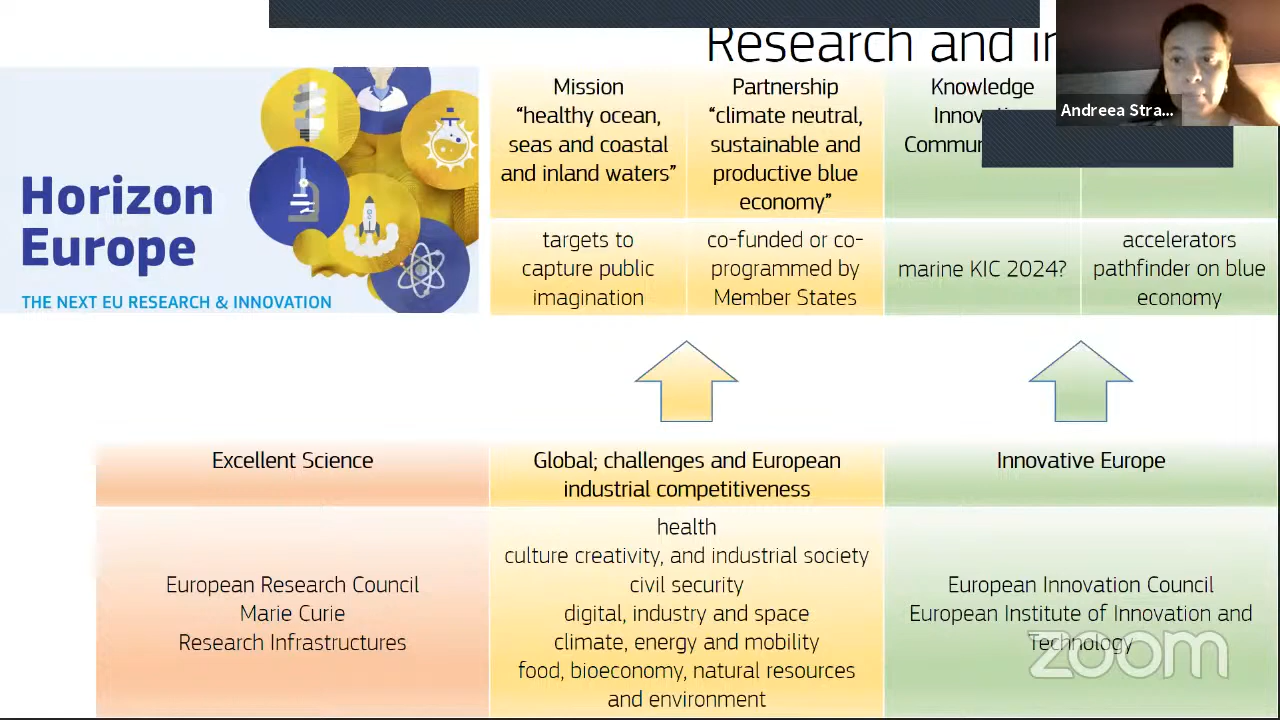 Research and in
Andreea Stra...
Horizon
Europe
THE NEXT EU RESEARCH & INNOVATION
Mission
“healthy ocean,
seas and coastal
and inland waters”
Partnership
“climate neutral,
sustainable and
productive blue
economy”
Knowledge
targets to
capture public
imagination
co-funded or co-
programmed by
Member States
marine KIC 2024?
accelerators
pathfinder on blue
economy
Excellent Science
Global; challenges and European
industrial competitiveness
Innovative Europe
European Research Council
Marie Curie
Research Infrastructures
health
culture creativity, and industrial society
civil security
digital, industry and space
climate, energy and mobility
food, bioeconomy, natural resources
and environment
European Innovation Council
European Institute of Innovation and
Technology
zoom